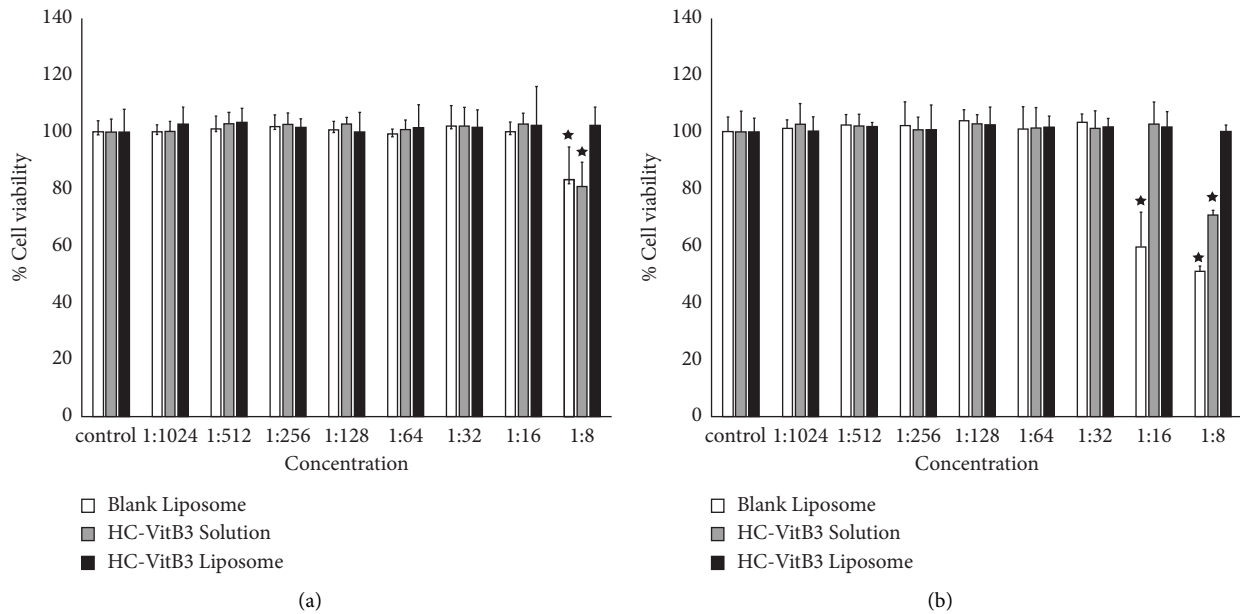 140
120
100
80
60
40
20
0
% Cell viability
control 1:1024 1:512 1:256 1:128 1:64 1:32 1:16 1:8
Concentration
Blank Liposome
HC-VitB3 Solution
HC-VitB3 Liposome
(a)
140
120
100
80
60
40
20
0
% Cell viability
control 1:1024 1:512 1:256 1:128 1:64 1:32 1:16 1:8
Concentration
Blank Liposome
HC-VitB3 Solution
HC-VitB3 Liposome
(b)